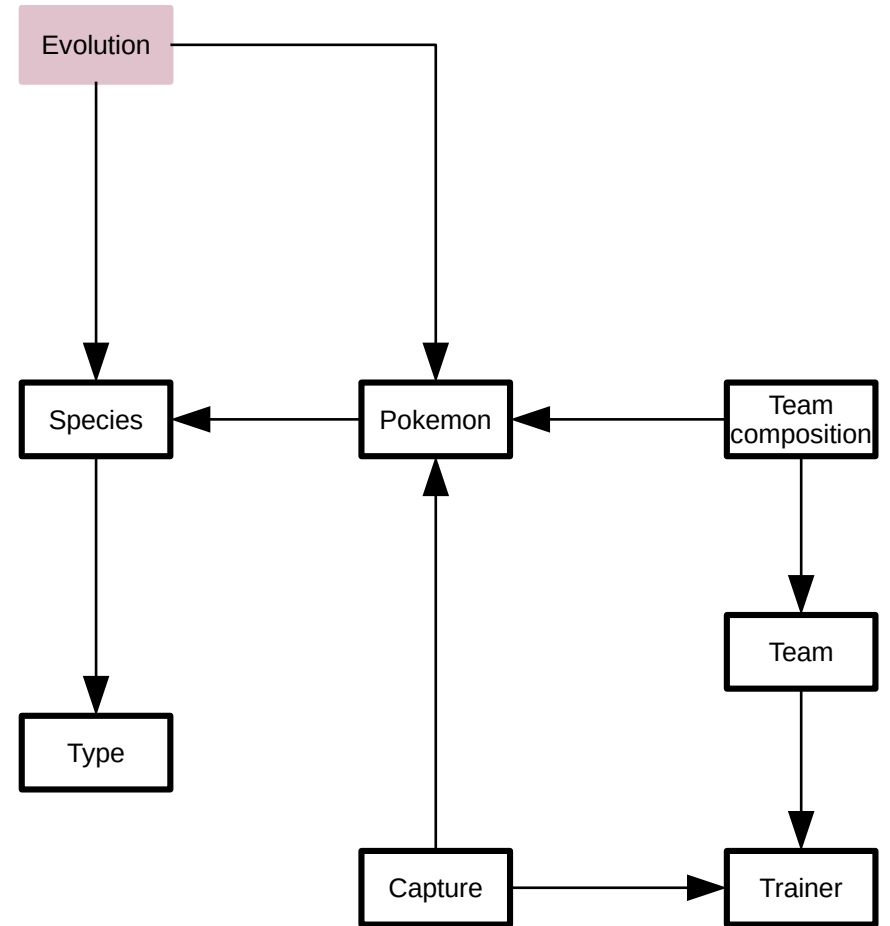 Evolution
Species
Pokemon
Team
composition
Team
Type
Capture
Trainer